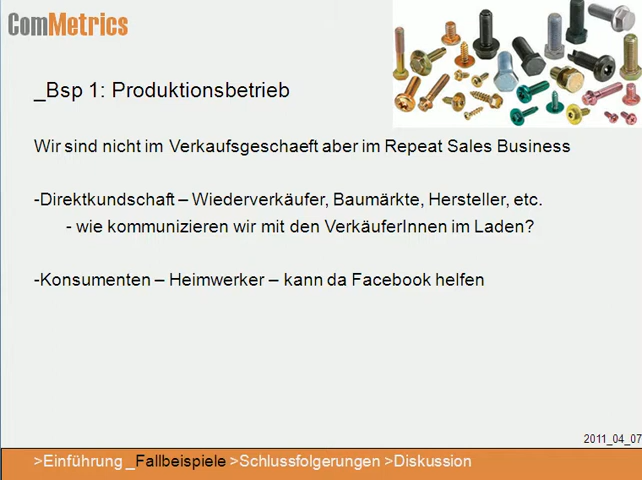 ComMetrics
_Bsp 1: Produktionsbetrieb
Wir sind nicht im Verkaufsgeschaeft aber im Repeat Sales Business
-Direktkundschaft – Wiederverkäufer, Baumärkte, Hersteller, etc.
- wie kommunizieren wir mit den VerkäuferInnen im Laden?
-Konsumenten – Heimwerker – kann da Facebook helfen
2011_04_07
>Einführung _Fallbeispiele >Schlussfolgerungen >Diskussion